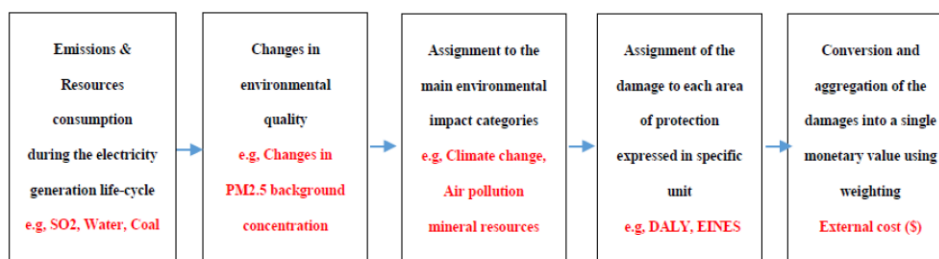 Emissions &
Resources
consumption
during the electricity
generation life-cycle
e.g, SO2, Water, Coal
Changes in
environmental
quality
e.g, Changes in
PM2.5 background
concentration
Assignment to the
main environmental
impact categories
e.g, Climate change,
Air pollution
mineral resources
Assignment of the
damage to each area
of protection
expressed in specific
unit
e.g, DALY, EINES
Conversion and
aggregation of the
damages into a single
monetary value using
weighting
External cost ($)